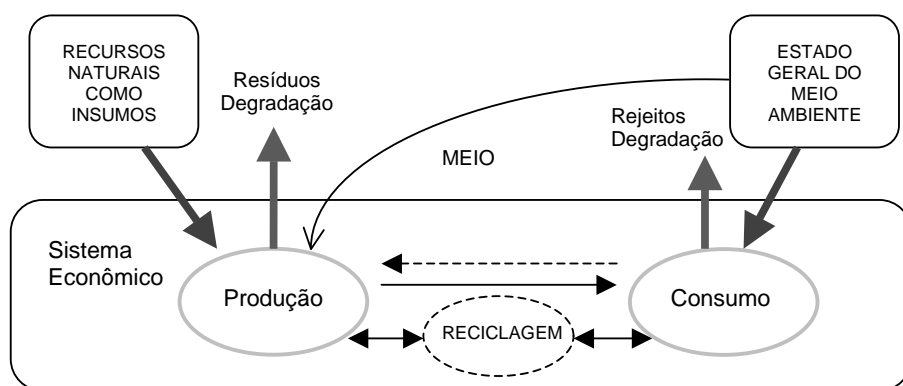 RECURSOS
NATURAIS
COMO
INSUMOS
Resíduos
Degradação
MEIO
Rejeitos
Degradação
ESTADO
GERAL DO
MEIO
AMBIENTE
Sistema
Econômico
Produção
RECICLAGEM
Consumo